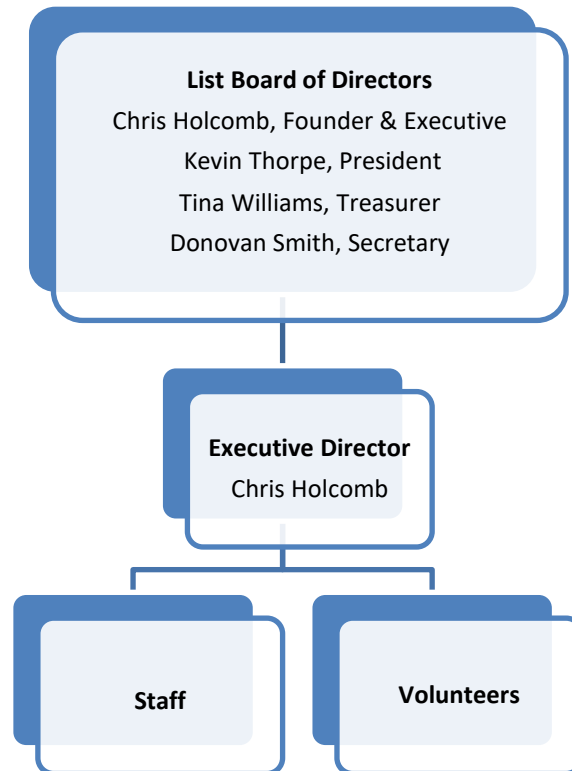 List Board of Directors
Chris Holcomb, Founder & Executive
Kevin Thorpe, President
Tina Williams, Treasurer
Donovan Smith, Secretary
Executive Director
Chris Holcomb
Staff
Volunteers